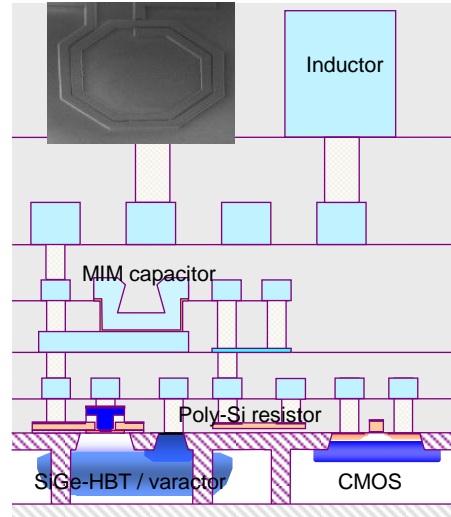 Inductor
MIM capacitor
Poly-Si resistor
SiGe-HBT / varactor
CMOS